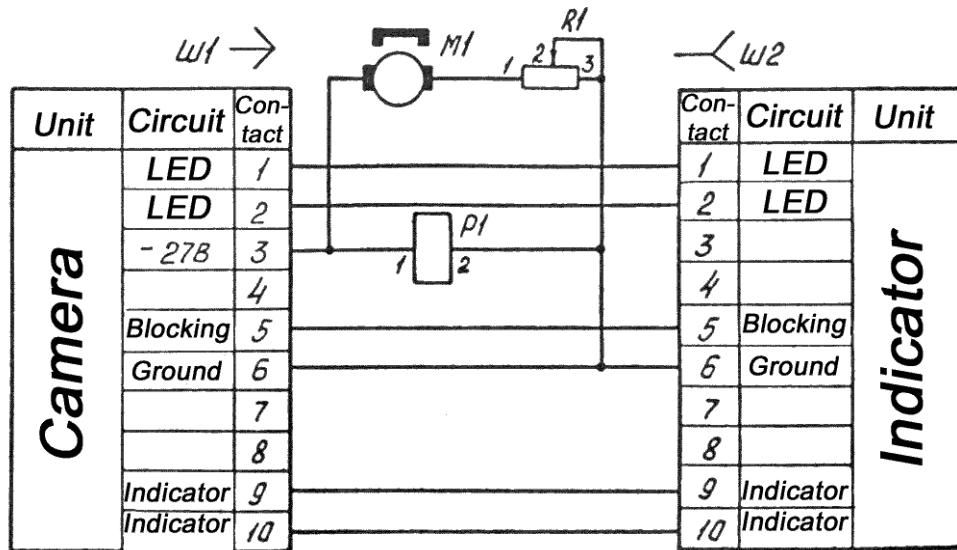 Ш1 M1 R1 Ш2
1 2 3
Unit Circuit Con-
tact
Con-
tact Circuit Unit
Camera
Indicator
LED 1 1 LED
LED 2 2 LED
P1
-27В 3 1 2 3
4 4
Blocking 5 5 Blocking
Ground 6 6 Ground
7 7
8 8
Indicator 9 9 Indicator
Indicator 10 10 Indicator